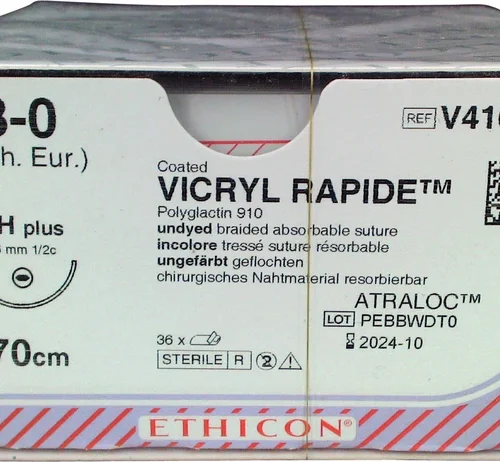 3-0
REF V410
h. Eur.)
Coated
VICRYL RAPIDE™
Polyglactin 910
H plus
undyed braided absorbable suture
mm 1/2c
incolore tressé suture résorbable
ungefärbt geflochten
chirurgisches Nahtmaterial resorbierbar
ATRALOC™
LOT PEBBWDT0
70cm
36 x
2024-10
STERILE R 2
ETHICON®